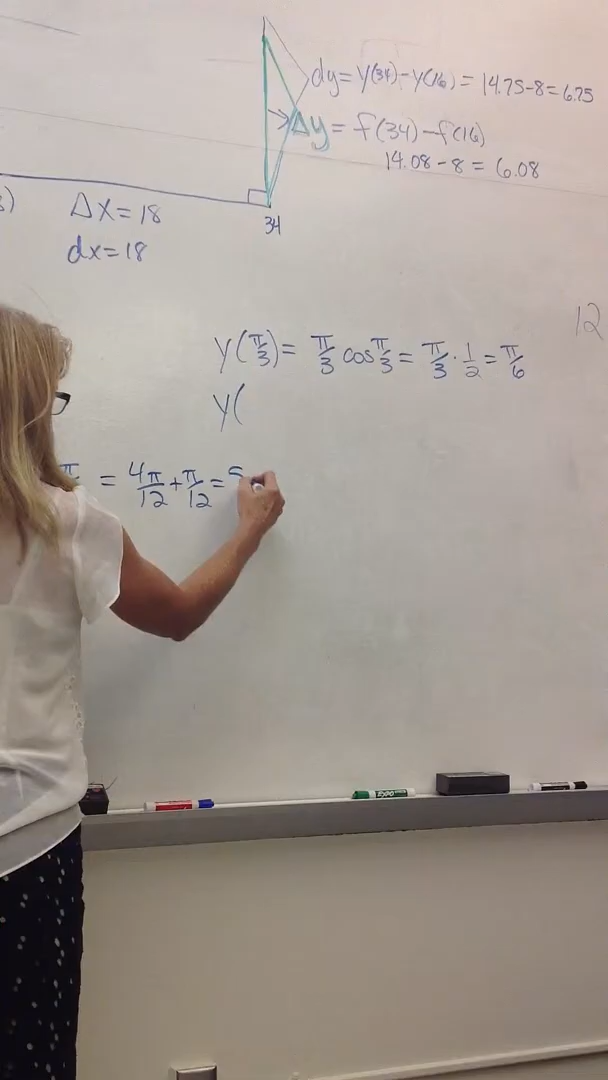 dy = y(34) - y(16) = 14.75 - 8 = 6.75
Δy = f(34) - f(16)
14.08 - 8 = 6.08
)
ΔX = 18
34
dx = 18
12
y(π/3) = π/3 cos π/3 = π/3 · 1/2 = π/6
y(
π = 4π/12 + π/12 =
EXPO